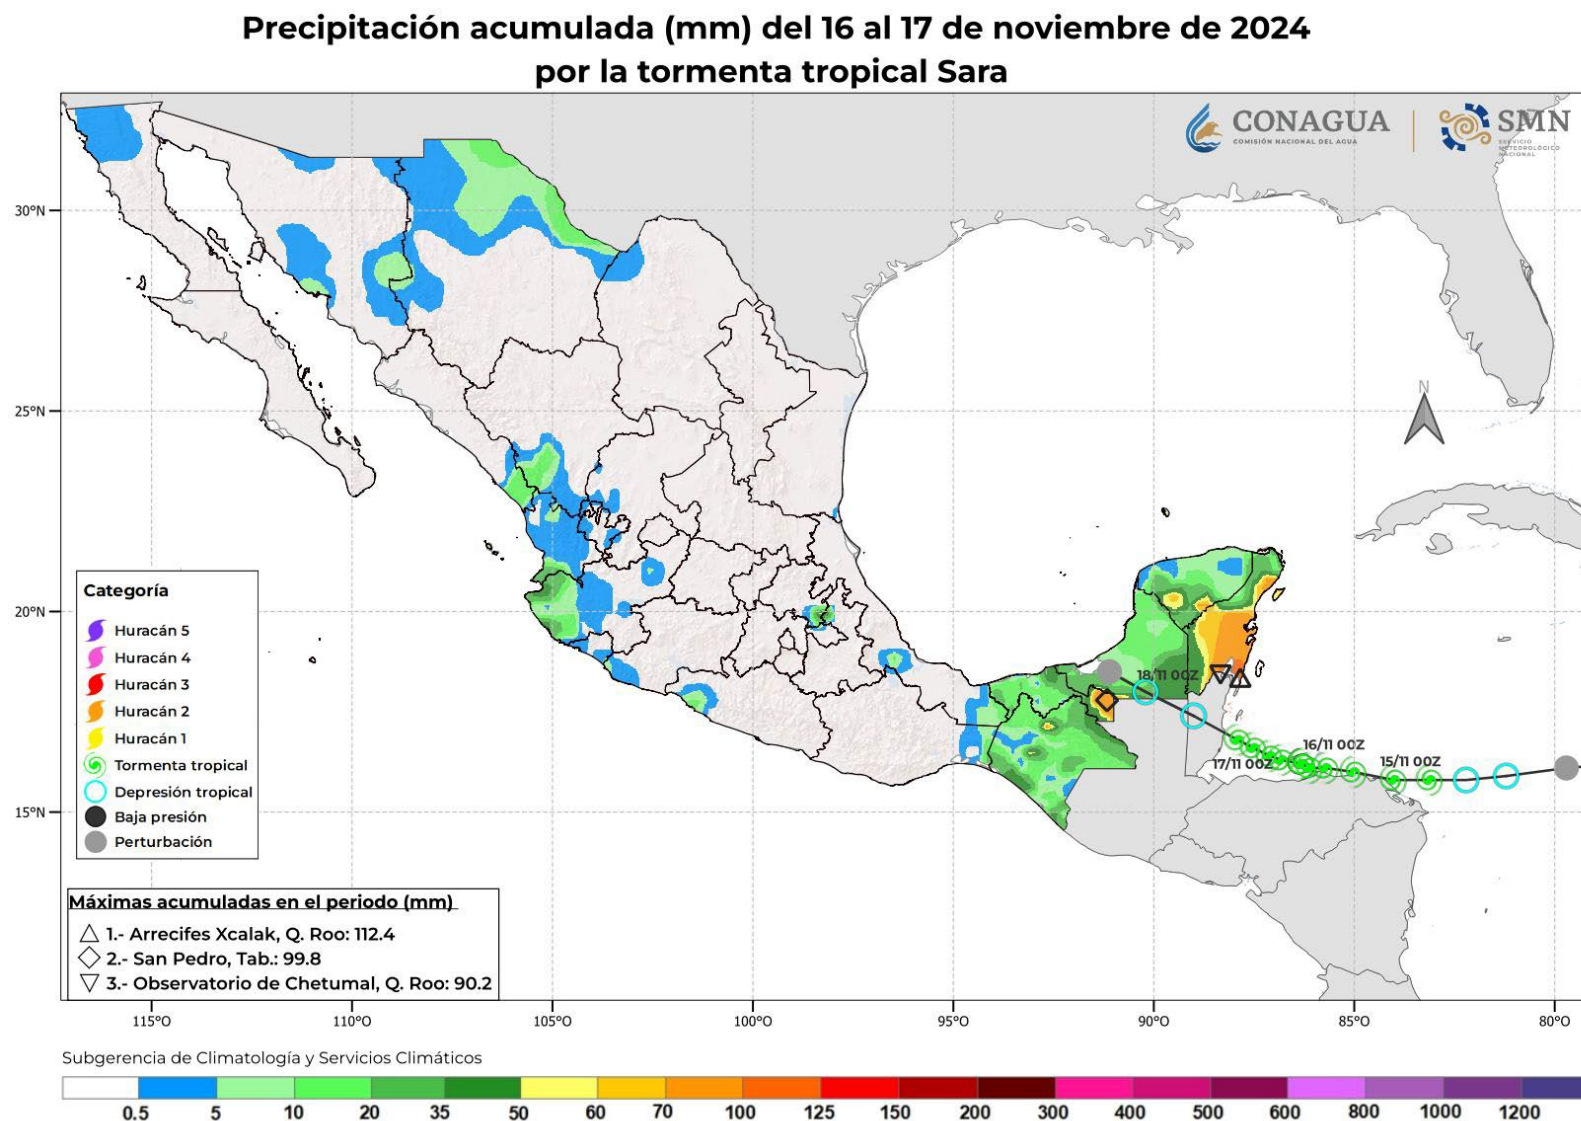 Precipitación acumulada (mm) del 16 al 17 de noviembre de 2024
por la tormenta tropical Sara
CONAGUA
COMISIÓN NACIONAL DEL AGUA
SMN
SERVICIO
METEOROLÓGICO
NACIONAL
30°N
25°N
20°N
15°N
N
Categoría
Huracán 5
Huracán 4
Huracán 3
Huracán 2
Huracán 1
Tormenta tropical
Depresión tropical
Baja presión
Perturbación
18/11 00Z
17/11 00Z
16/11 00Z
15/11 00Z
Máximas acumuladas en el periodo (mm)
1.- Arrecifes Xcalak, Q. Roo: 112.4
2.- San Pedro, Tab.: 99.8
3.- Observatorio de Chetumal, Q. Roo: 90.2
115°O 110°O 105°O 100°O 95°O 90°O 85°O 80°O
Subgerencia de Climatología y Servicios Climáticos
0.5 5 10 20 35 50 60 70 100 125 150 200 300 400 500 600 800 1000 1200